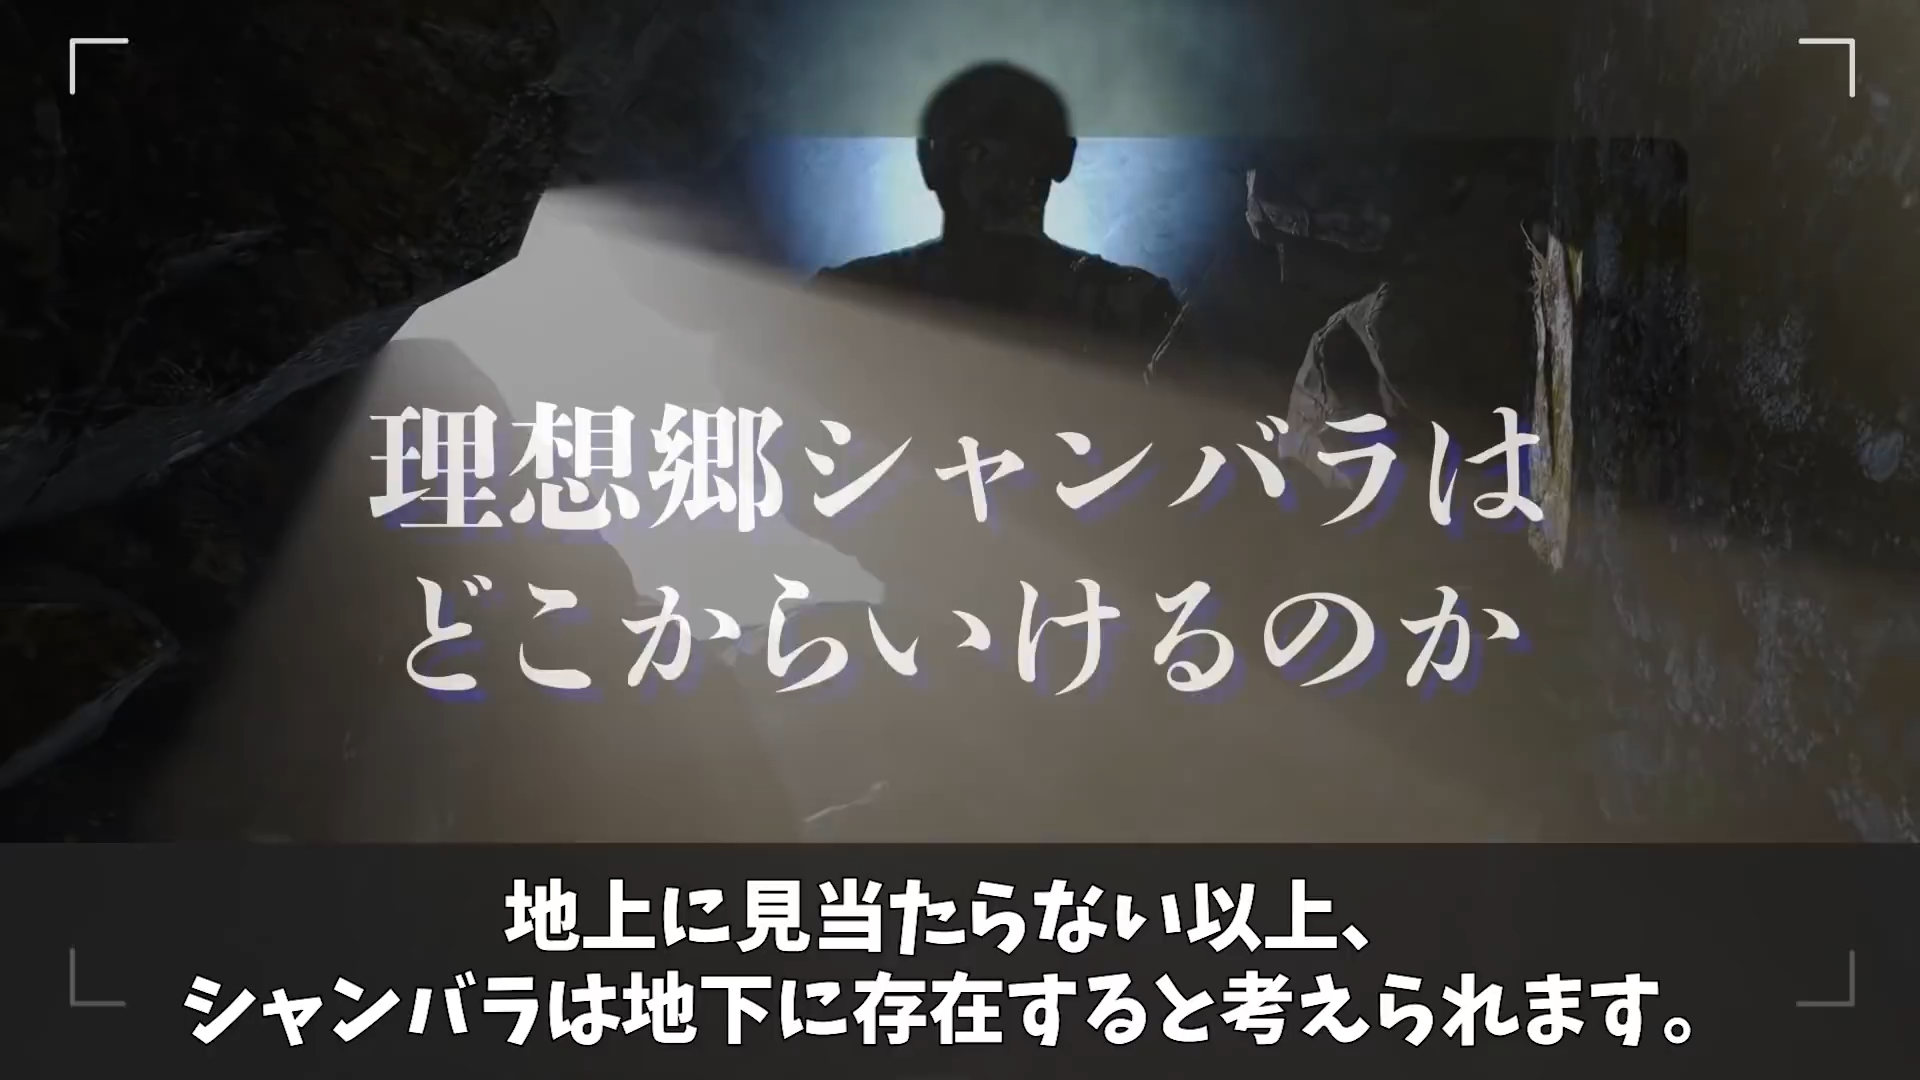 理想郷シャンバラは
どこからいけるのか
地上に見当たらない以上、
シャンバラは地下に存在すると考えられます。